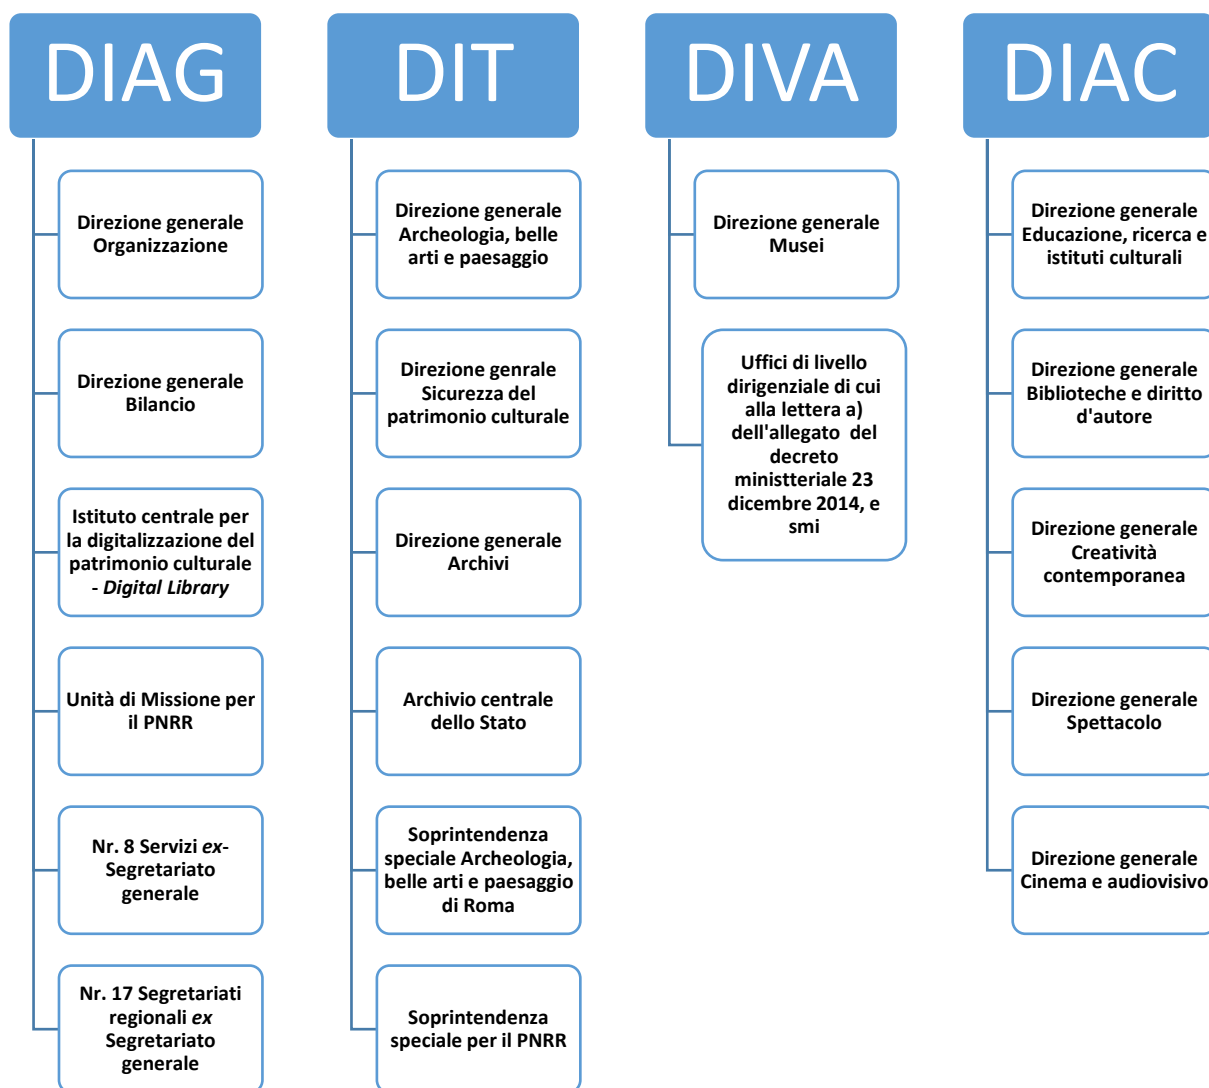 DIAG
Direzione generale
Organizzazione
Direzione generale
Bilancio
Istituto centrale per
la digitalizzazione del
patrimonio culturale
- Digital Library
Unità di Missione per
il PNRR
Nr. 8 Servizi ex-
Segretariato
generale
Nr. 17 Segretariati
regionali ex
Segretariato
generale
DIT
Direzione generale
Archeologia, belle
arti e paesaggio
Direzione genrale
Sicurezza del
patrimonio culturale
Direzione generale
Archivi
Archivio centrale
dello Stato
Soprintendenza
speciale Archeologia,
belle arti e paesaggio
di Roma
Soprintendenza
speciale per il PNRR
DIVA
Direzione generale
Musei
Uffici di livello
dirigenziale di cui
alla lettera a)
dell'allegato del
decreto
ministteriale 23
dicembre 2014, e
smi
DIAC
Direzione generale
Educazione, ricerca e
istituti culturali
Direzione generale
Biblioteche e diritto
d'autore
Direzione generale
Creatività
contemporanea
Direzione generale
Spettacolo
Direzione generale
Cinema e audiovisivo